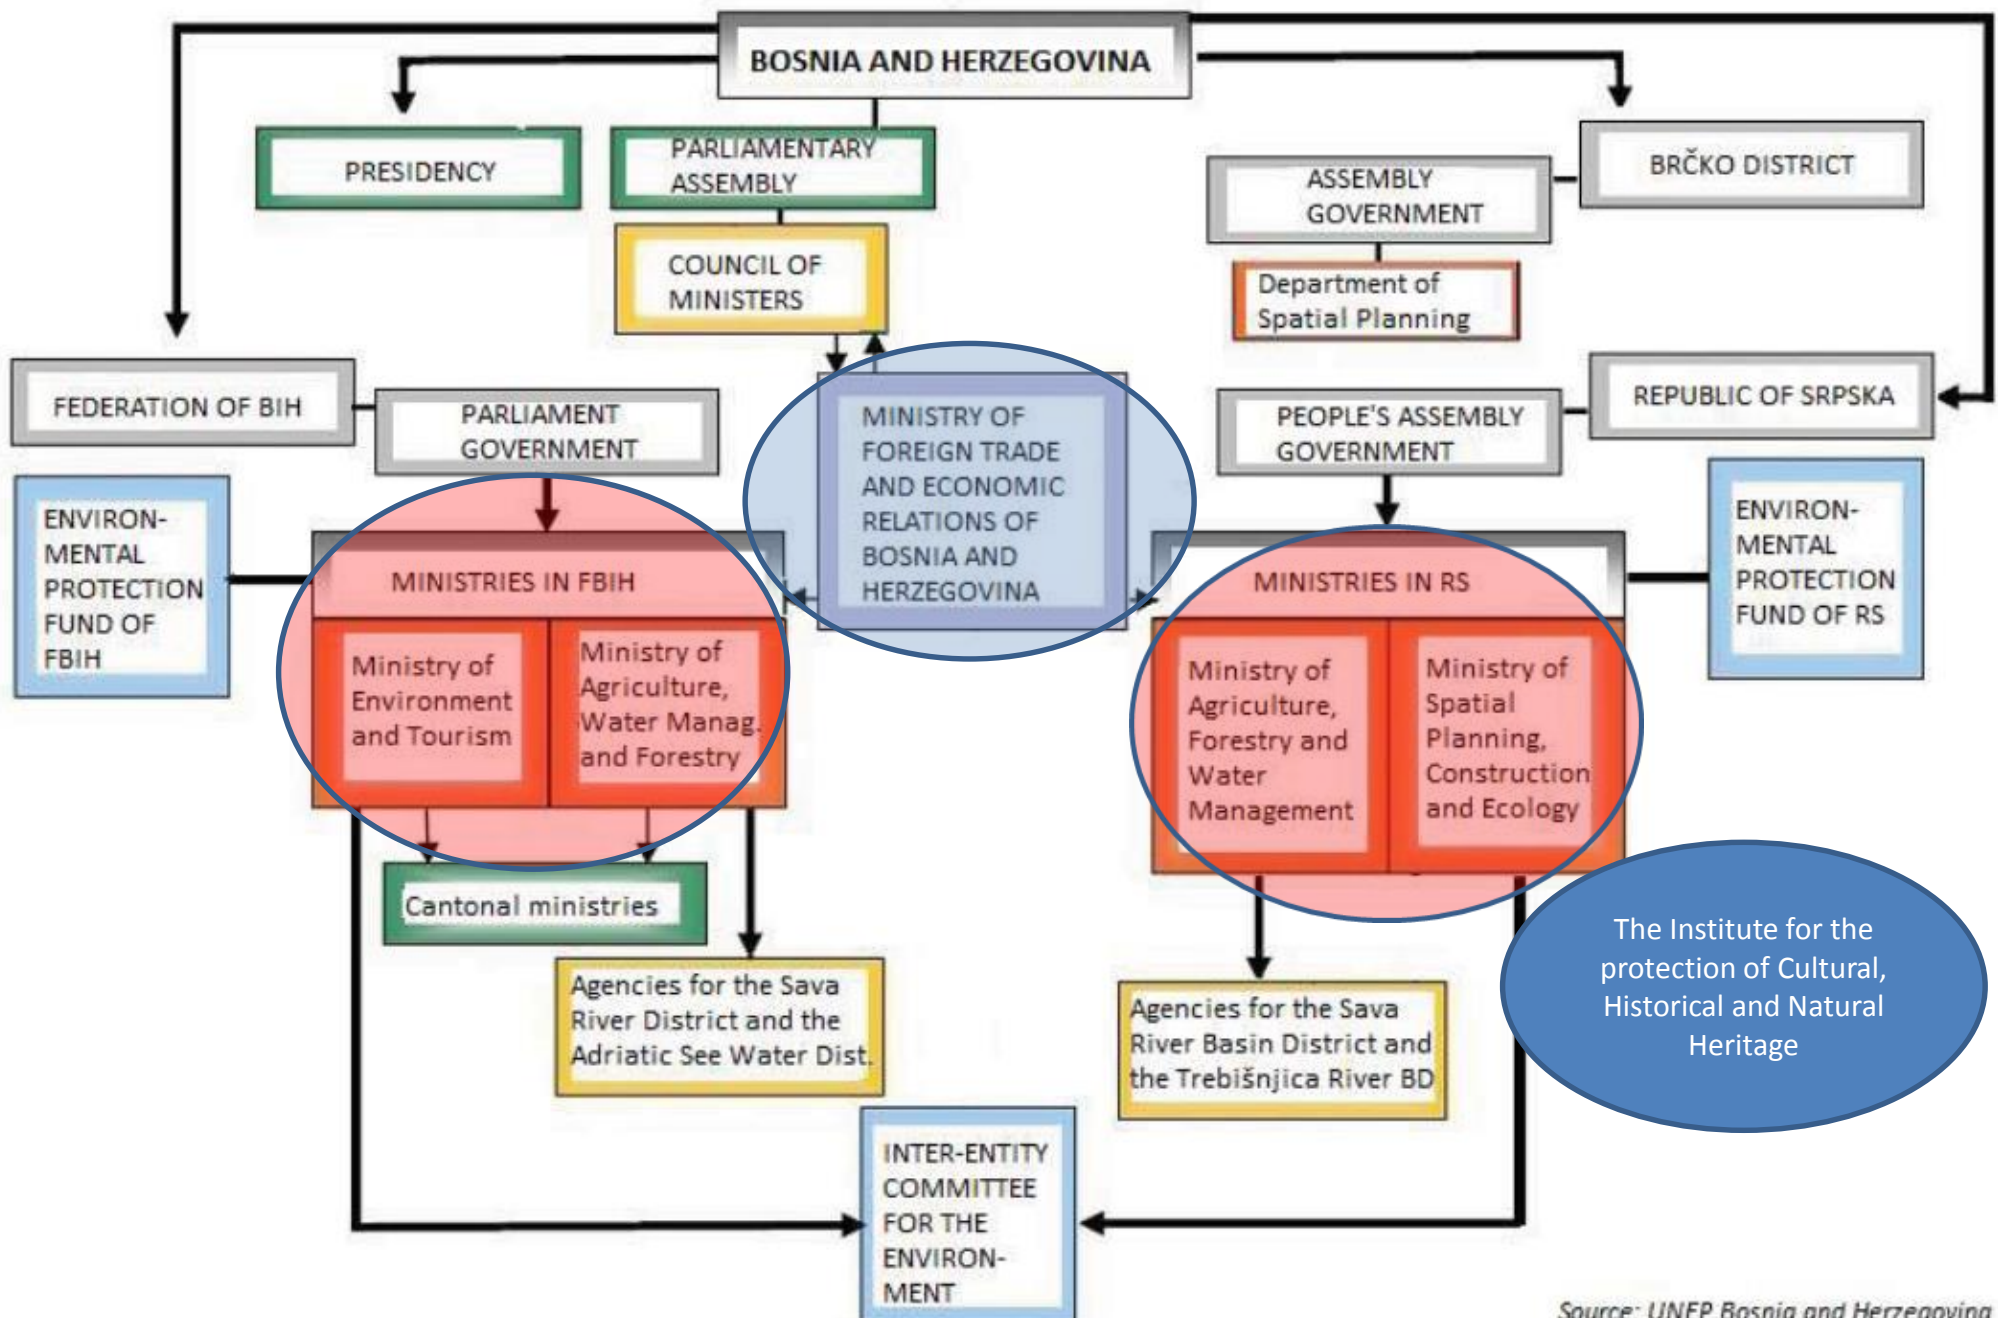 BOSNIA AND HERZEGOVINA
PRESIDENCY
PARLIAMENTARY
ASSEMBLY
COUNCIL OF
MINISTERS
BRČKO DISTRICT
ASSEMBLY
GOVERNMENT
Department of
Spatial Planning
FEDERATION OF BIH
PARLIAMENT
GOVERNMENT
MINISTRY OF
FOREIGN TRADE
AND ECONOMIC
RELATIONS OF
BOSNIA AND
HERZEGOVINA
PEOPLE'S ASSEMBLY
GOVERNMENT
REPUBLIC OF SRPSKA
ENVIRON-
MENTAL
PROTECTION
FUND OF
FBIH
MINISTRIES IN FBIH
Ministry of
Environment
and Tourism
Ministry of
Agriculture,
Water Manag.
and Forestry
MINISTRIES IN RS
Ministry of
Agriculture,
Forestry and
Water
Management
Ministry of
Spatial
Planning,
Construction
and Ecology
ENVIRON-
MENTAL
PROTECTION
FUND OF RS
Cantonal ministries
Agencies for the Sava
River District and the
Adriatic See Water Dist.
Agencies for the Sava
River Basin District and
the Trebišnjica River BD
The Institute for the
protection of Cultural,
Historical and Natural
Heritage
INTER-ENTITY
COMMITTEE
FOR THE
ENVIRON-
MENT
Source: UNEP Bosnia and Herzegovina